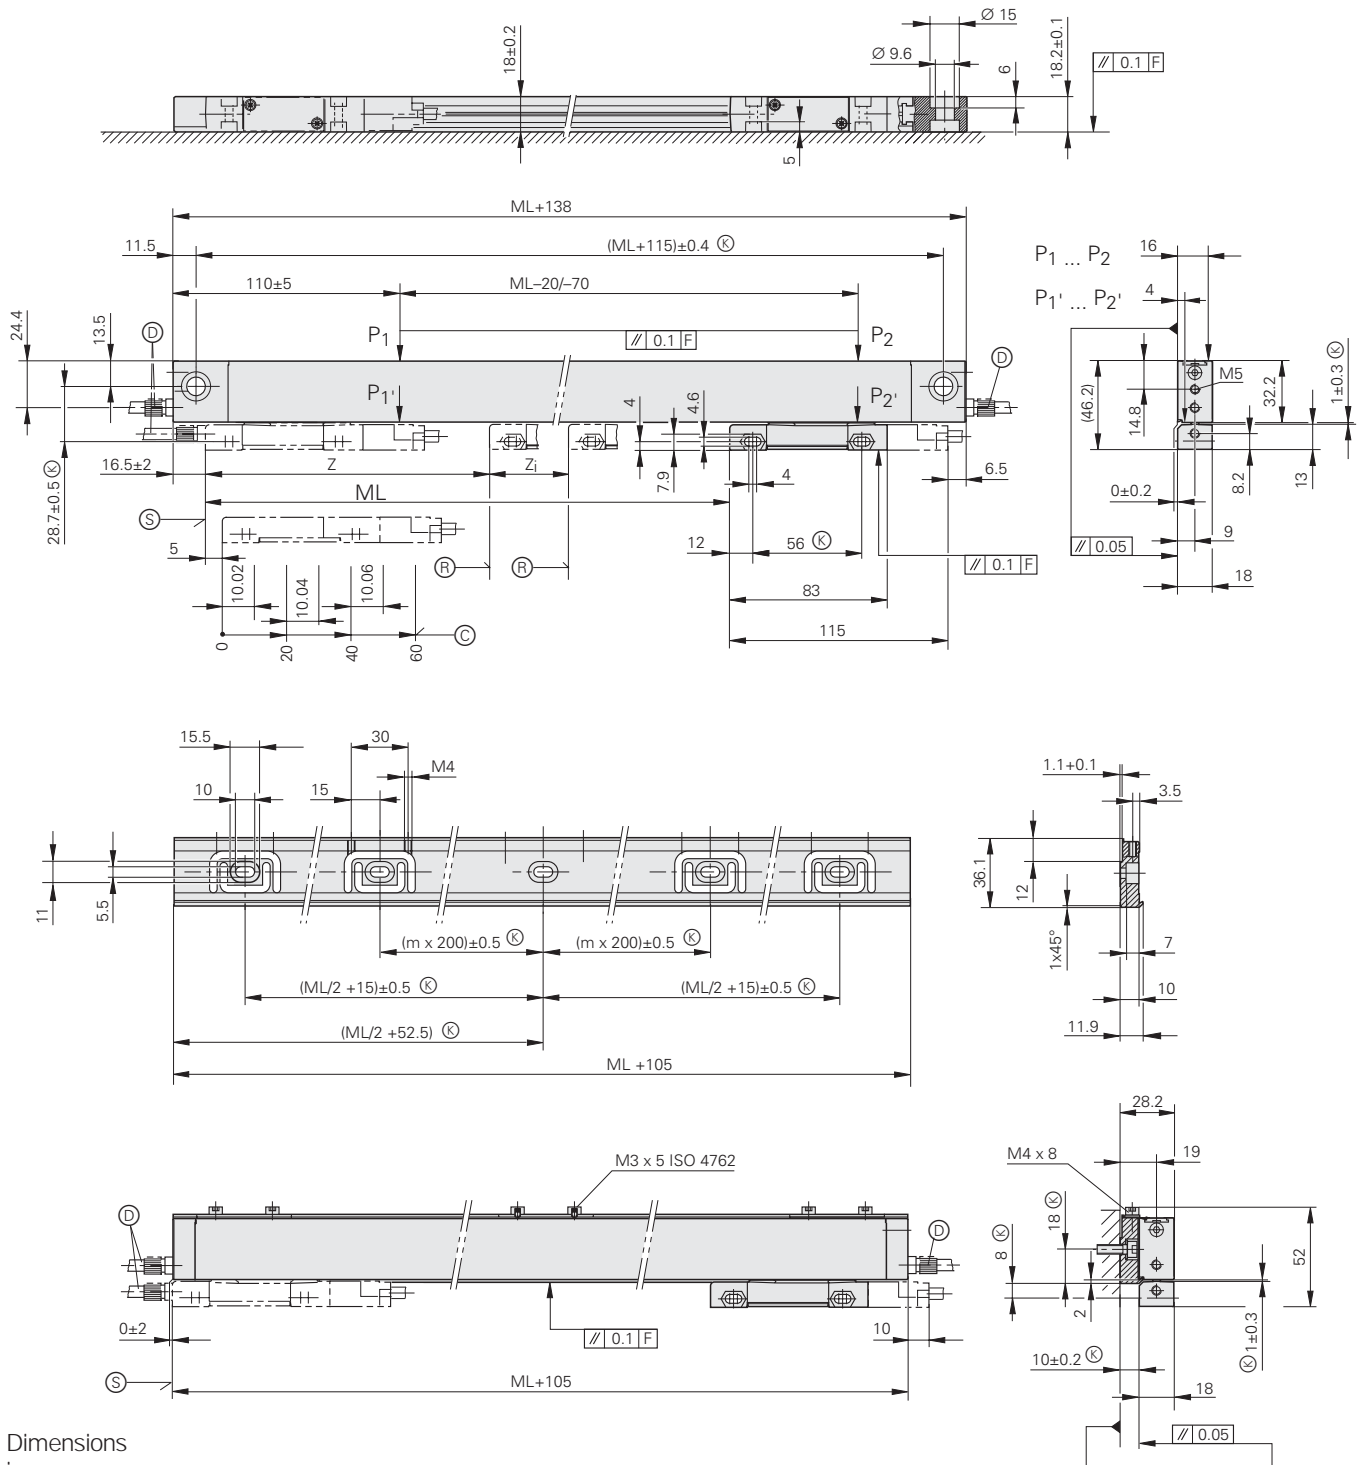 Ø 15
18±0.2
Ø 9.6
6
18.2±0.1
// 0.1 F
5
ML+138
11.5
(ML+115)±0.4 Ⓚ
P1 ... P2
16
110±5
ML–20/–70
P1' ... P2'
4
24.4
13.5
Ⓓ
P1
// 0.1 F
P2
Ⓓ
M5
1±0.3 Ⓚ
P1'
4
4.6
P2'
(46.2)
14.8
32.2
16.5±2
Z
Zi
7.9
4
6.5
0±0.2
8.2
13
28.7±0.5 Ⓚ
ML
Ⓢ
5
12
56 Ⓚ
9
// 0.05
Ⓡ
Ⓡ
// 0.1 F
10.02
10.04
10.06
83
18
0
20
40
60
Ⓒ
115
15.5
30
M4
1.1+0.1
10
15
3.5
11
5.5
36.1
12
1x45°
(m x 200)±0.5 Ⓚ
(m x 200)±0.5 Ⓚ
7
(ML/2 +15)±0.5 Ⓚ
(ML/2 +15)±0.5 Ⓚ
10
(ML/2 +52.5) Ⓚ
11.9
ML +105
28.2
M3 x 5 ISO 4762
M4 x 8
19
Ⓓ
Ⓓ
18 Ⓚ
8 Ⓚ
52
0±2
// 0.1 F
10
2
Ⓚ 1±0.3
10±0.2 Ⓚ
Ⓢ
ML+105
18
// 0.05
Dimensions